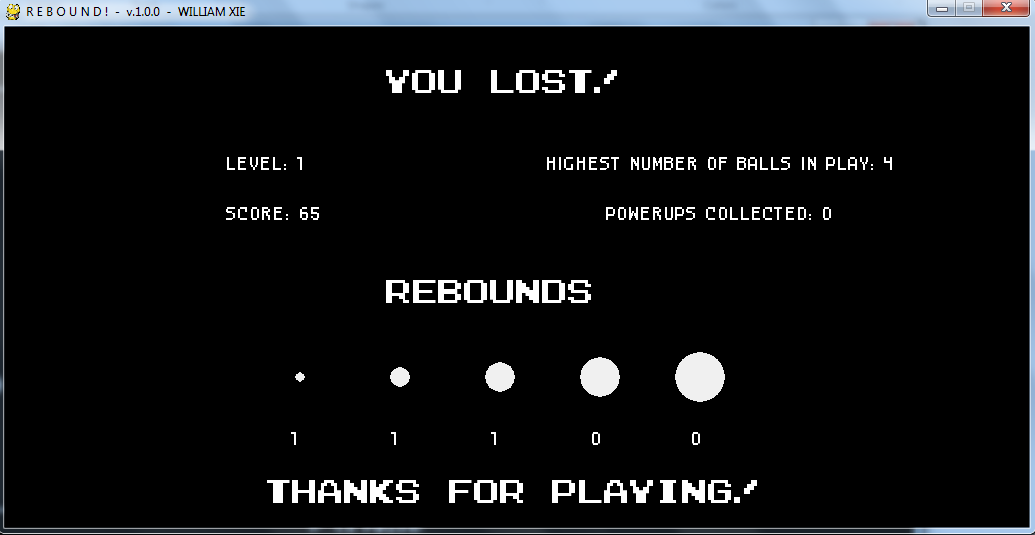 R E B O U N D ! - v.1.0.0 - WILLIAM XIE
YOU LOST!
LEVEL: 1
HIGHEST NUMBER OF BALLS IN PLAY: 4
SCORE: 65
POWERUPS COLLECTED: 0
REBOUNDS
1 1 1 0 0
THANKS FOR PLAYING!